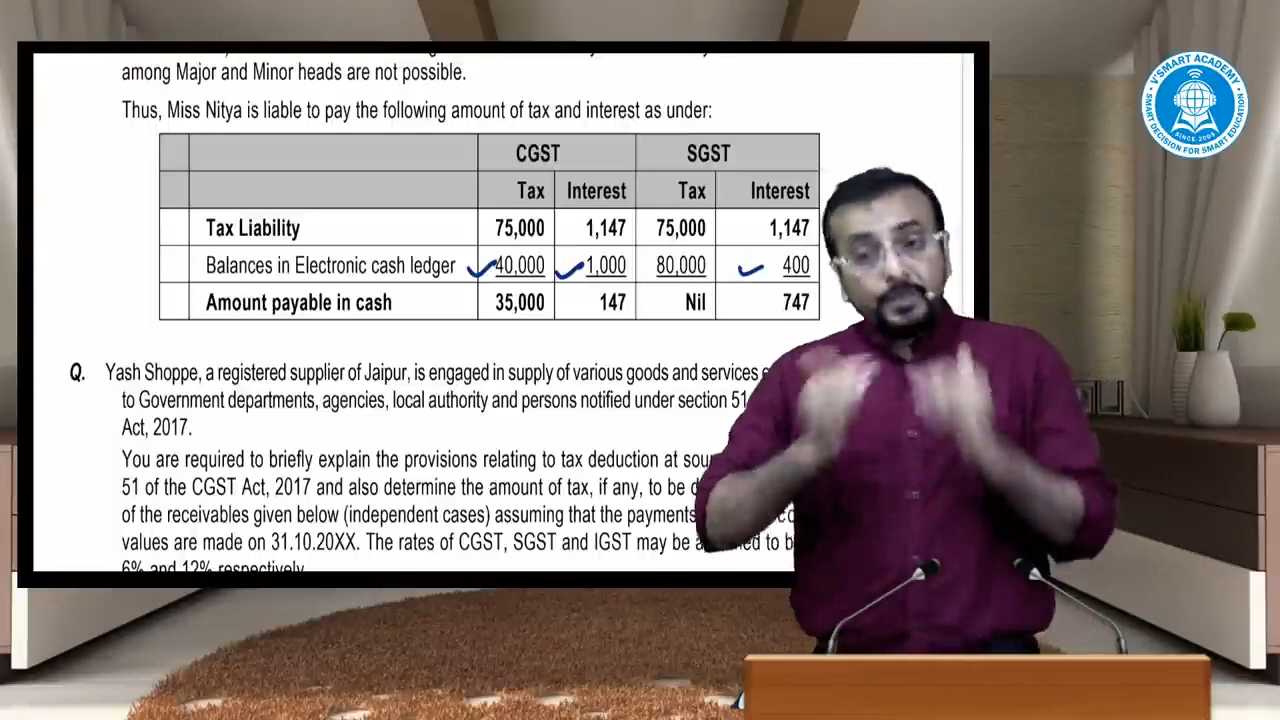 among Major and Minor heads are not possible.
Thus, Miss Nitya is liable to pay the following amount of tax and interest as under:
CGST SGST
Tax Interest Tax Interest
Tax Liability 75,000 1,147 75,000 1,147
Balances in Electronic cash ledger 40,000 1,000 80,000 400
Amount payable in cash 35,000 147 Nil 747
Q. Yash Shoppe, a registered supplier of Jaipur, is engaged in supply of various goods and services
to Government departments, agencies, local authority and persons notified under section 51
Act, 2017.
You are required to briefly explain the provisions relating to tax deduction at
51 of the CGST Act, 2017 and also determine the amount of tax, if any, to be
of the receivables given below (independent cases) assuming that the payments
values are made on 31.10.20XX. The rates of CGST, SGST and IGST may be
6% and 12% respectively.
V'SMART ACADEMY
SMART DECISION FOR SMART EDUCATION